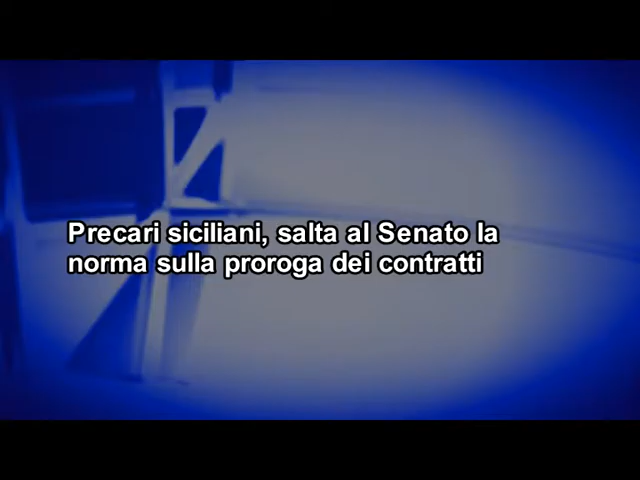 Precari siciliani, salta al Senato la
norma sulla proroga dei contratti